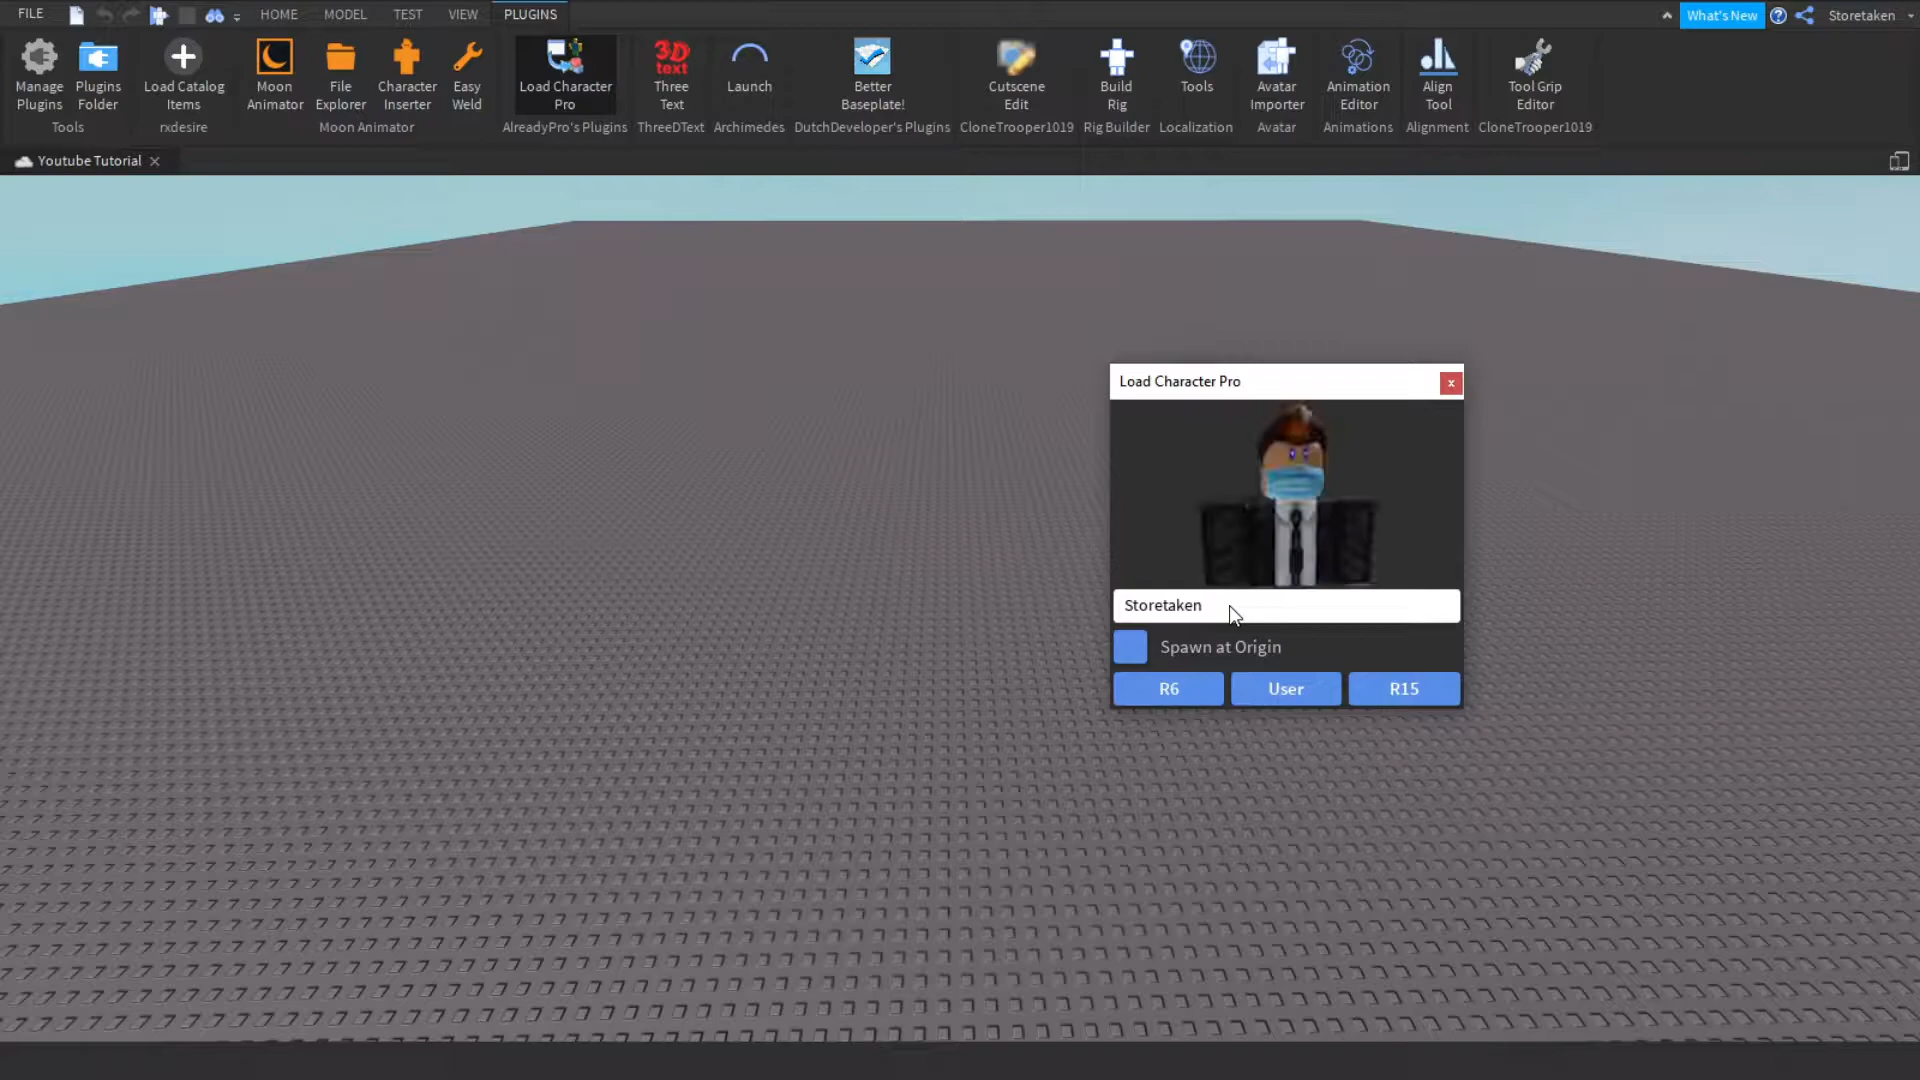 FILE HOME MODEL TEST VIEW PLUGINS What's New Storetaken
Manage Plugins Folder Load Catalog Items Moon Animator File Explorer Character Inserter Easy Weld Load Character Pro 3D text Three Text Launch Better Baseplate! Cutscene Edit Build Rig Tools Avatar Importer Animation Editor Align Tool Tool Grip Editor
Tools rxdesire Moon Animator AlreadyPro's Plugins ThreeDText Archimedes DutchDeveloper's Plugins CloneTrooper1019 Rig Builder Localization Avatar Animations Alignment CloneTrooper1019
Youtube Tutorial
Load Character Pro
Storetaken
Spawn at Origin
R6 User R15